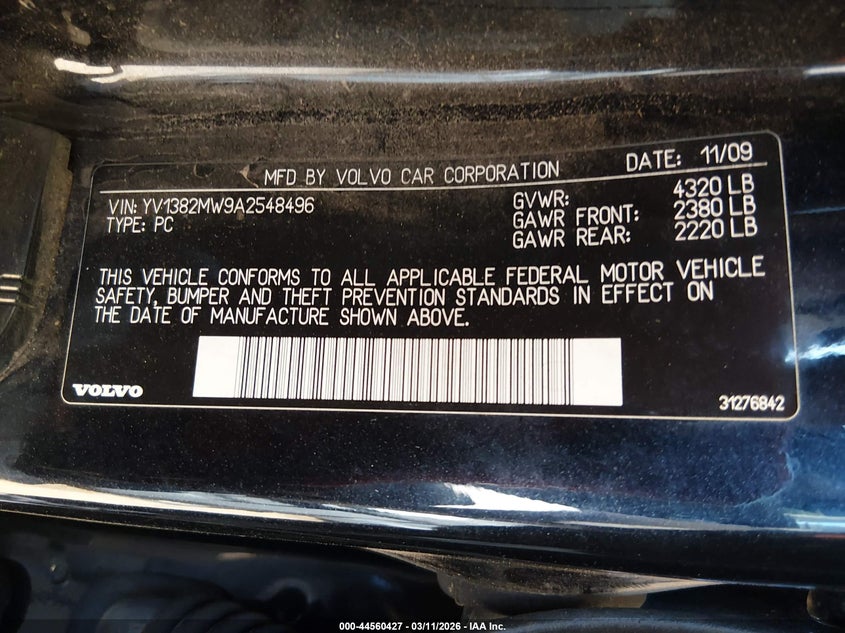 MFD BY VOLVO CAR CORPORATION DATE: 11/09
VIN: YV1382MW9A2548496 GVWR: 4320 LB
TYPE: PC GAWR FRONT: 2380 LB
GAWR REAR: 2220 LB
THIS VEHICLE CONFORMS TO ALL APPLICABLE FEDERAL MOTOR VEHICLE
SAFETY, BUMPER AND THEFT PREVENTION STANDARDS IN EFFECT ON
THE DATE OF MANUFACTURE SHOWN ABOVE.
VOLVO 31276842
000-44560427 - 03/11/2026 - IAA Inc.